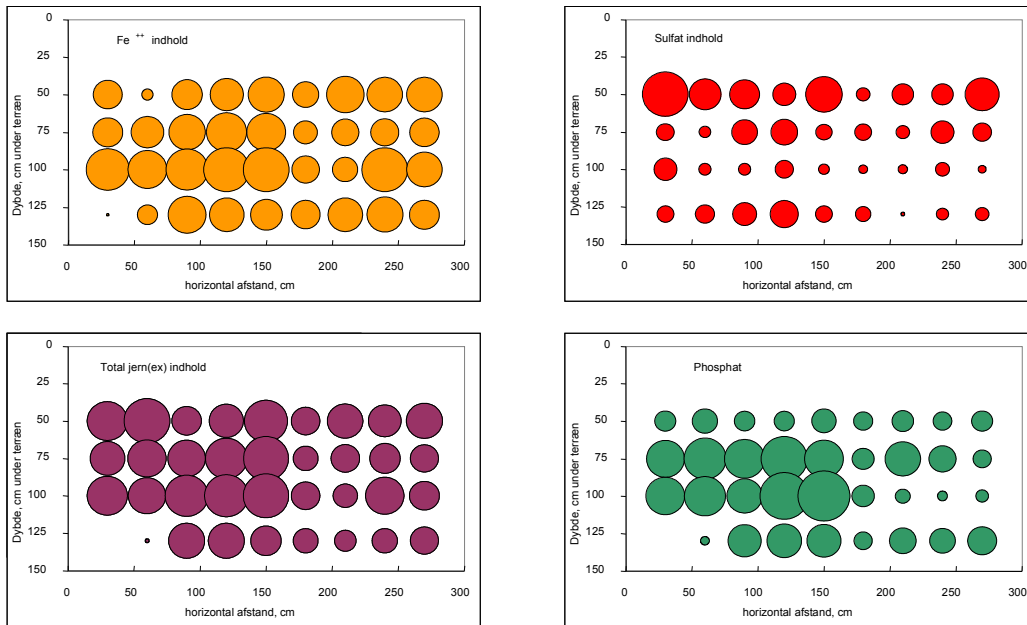 Fe ++ indhold
0
25
50
75
100
125
150
Dybde, cm under terræn
0 50 100 150 200 250 300
horizontal afstand, cm
Sulfat indhold
0
25
50
75
100
125
150
Dybde, cm under terræn
0 50 100 150 200 250 300
horizontal afstand, cm
Total jern(ex) indhold
0
25
50
75
100
125
150
Dybde, cm under terræn
0 50 100 150 200 250 300
horizontal afstand, cm
Phosphat
0
25
50
75
100
125
150
Dybde, cm under terræn
0 50 100 150 200 250 300
horizontal afstand, cm